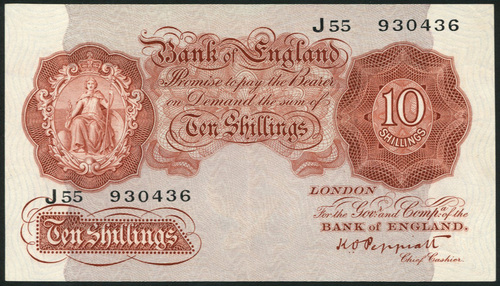 J55 930436
Bank of England
Promise to pay the Bearer
on Demand the sum of
Ten Shillings
10
SHILLINGS
J55 930436
LONDON
For the Govr. and Compa. of the
BANK OF ENGLAND.
Ten Shillings
K O Peppiatt
Chief Cashier.